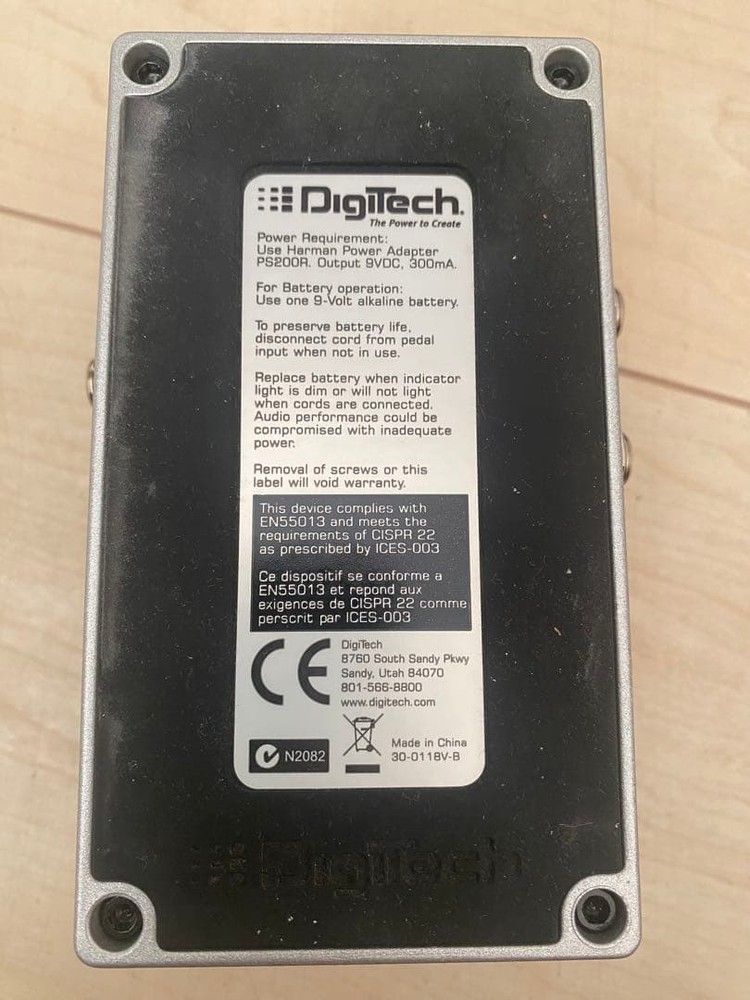 DigiTech.
The Power to Create
Power Requirement:
Use Harman Power Adapter
PS200R. Output 9VDC, 300mA.
For Battery operation:
Use one 9-Volt alkaline battery.
To preserve battery life,
disconnect cord from pedal
input when not in use.
Replace battery when indicator
light is dim or will not light
when cords are connected.
Audio performance could be
compromised with inadequate
power.
Removal of screws or this
label will void warranty.
This device complies with
EN55013 and meets the
requirements of CISPR 22
as prescribed by ICES-003
Ce dispositif se conforme a
EN55013 et repond aux
exigences de CISPR 22 comme
perscrit par ICES-003
CE
DigiTech
8760 South Sandy Pkwy
Sandy, Utah 84070
801-566-8800
www.digitech.com
N2082
Made in China
30-0118V-B
DigiTech